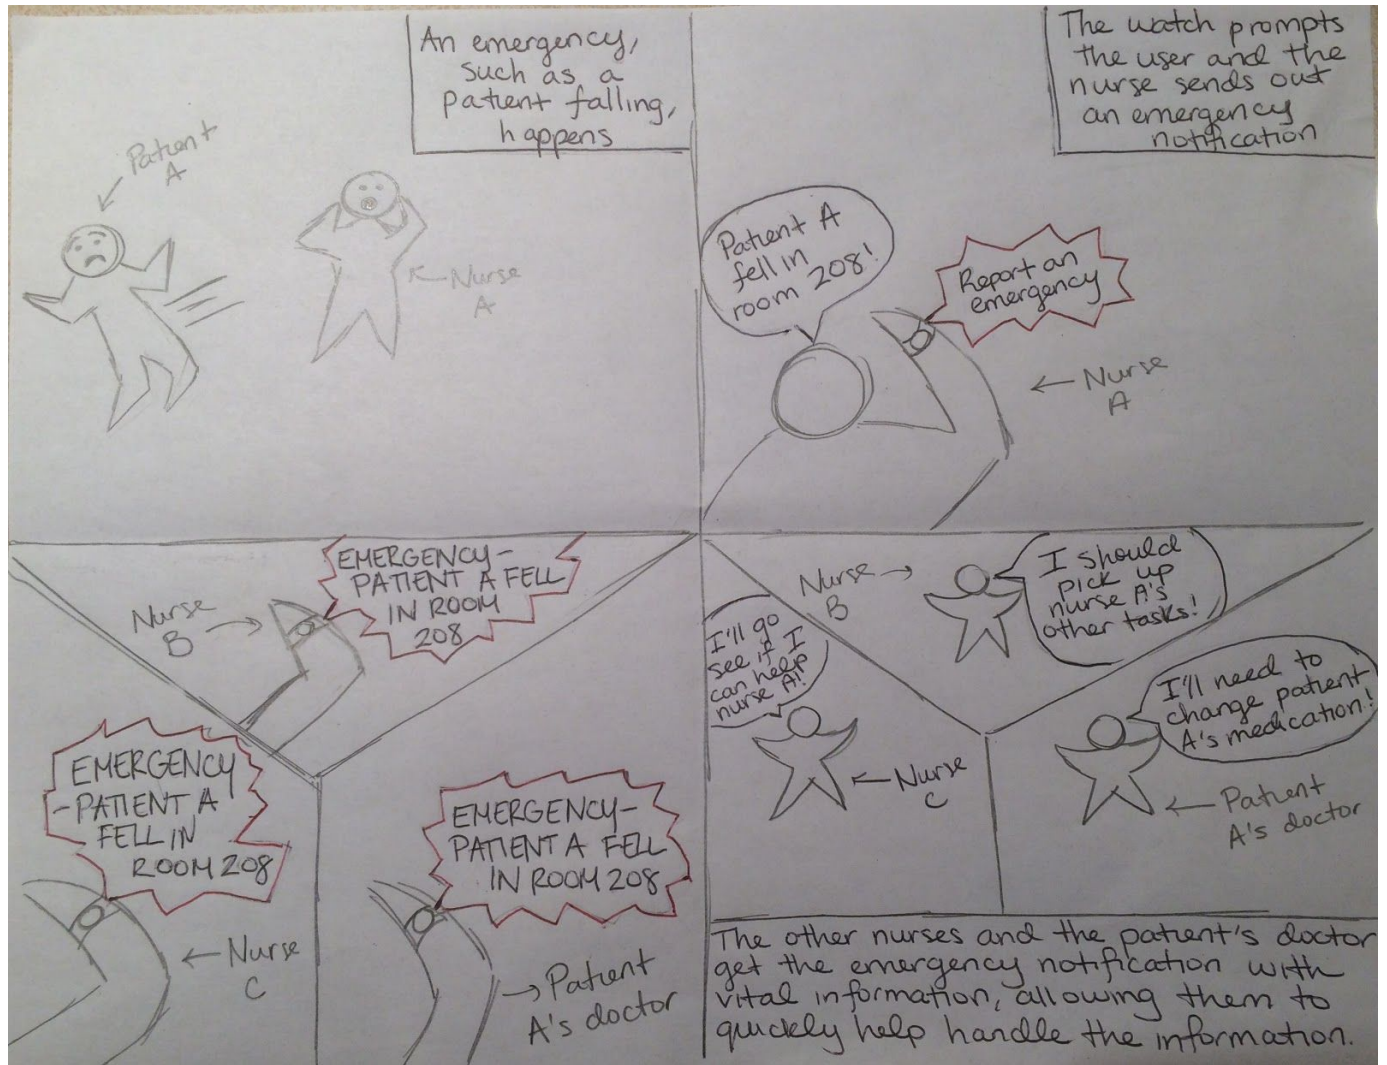 An emergency,
such as a
patient falling,
happens
Patient
A
Nurse
A
The watch prompts
the user and the
nurse sends out
an emergency
notification
Patient A
fell in
room 208!
Report an
emergency
Nurse
A
EMERGENCY-
PATIENT A FELL
IN ROOM
208
Nurse
B
EMERGENCY
-PATIENT A
FELL IN
ROOM 208
Nurse
C
EMERGENCY-
PATIENT A FELL
IN ROOM 208
Patient
A's doctor
Nurse
B
I should
pick up
nurse A's
other tasks!
I'll go
see if I
can help
nurse A!
Nurse
C
I'll need to
change patient
A's medication!
Patient
A's doctor
The other nurses and the patient's doctor
get the emergency notification with
vital information, allowing them to
quickly help handle the information.